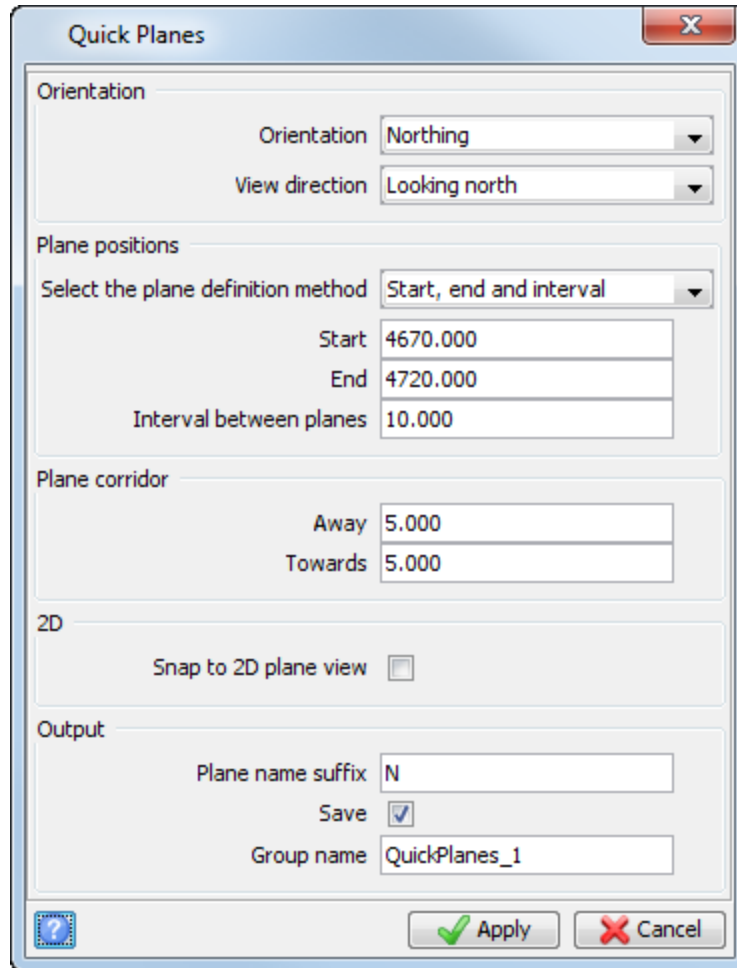 Quick Planes
Orientation
Orientation Northing
View direction Looking north
Plane positions
Select the plane definition method Start, end and interval
Start 4670.000
End 4720.000
Interval between planes 10.000
Plane corridor
Away 5.000
Towards 5.000
2D
Snap to 2D plane view
Output
Plane name suffix N
Save
Group name QuickPlanes_1
? Apply Cancel